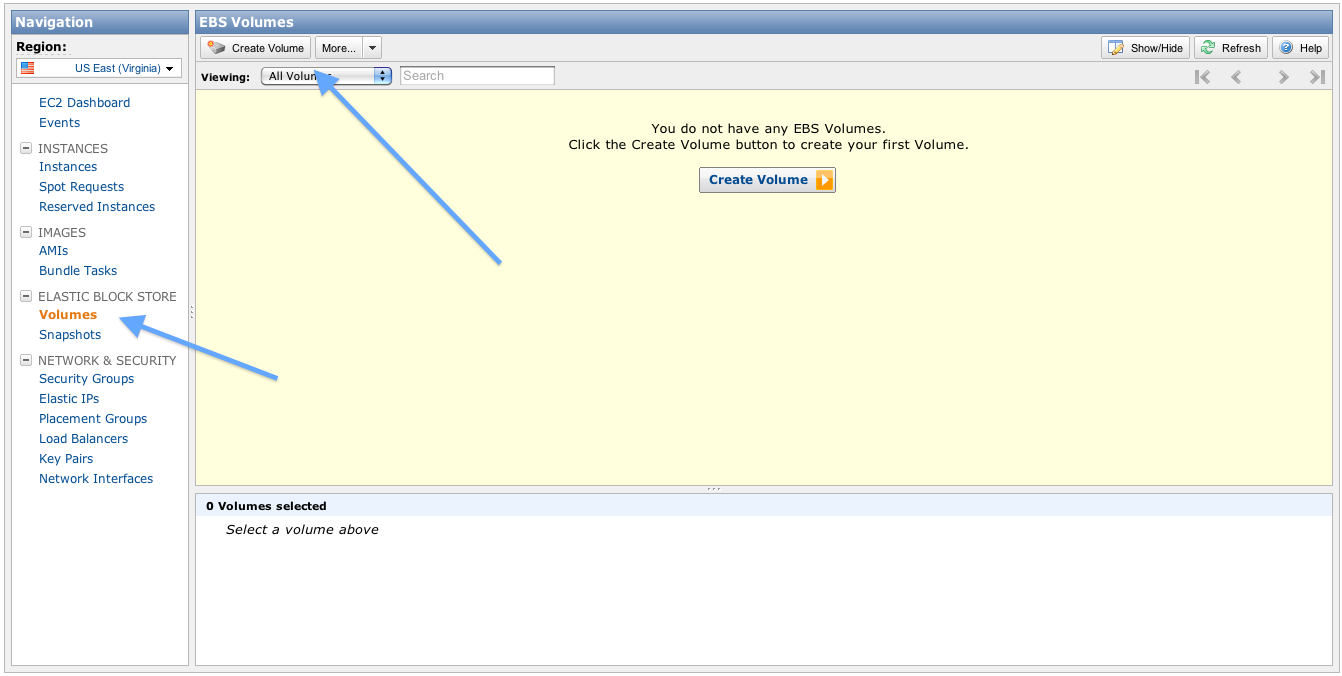 Navigation
Region:
US East (Virginia)
EC2 Dashboard
Events
INSTANCES
Instances
Spot Requests
Reserved Instances
IMAGES
AMIs
Bundle Tasks
ELASTIC BLOCK STORE
Volumes
Snapshots
NETWORK & SECURITY
Security Groups
Elastic IPs
Placement Groups
Load Balancers
Key Pairs
Network Interfaces
EBS Volumes
Create Volume More... Show/Hide Refresh Help
Viewing: All Volumes Search
You do not have any EBS Volumes.
Click the Create Volume button to create your first Volume.
Create Volume
0 Volumes selected
Select a volume above